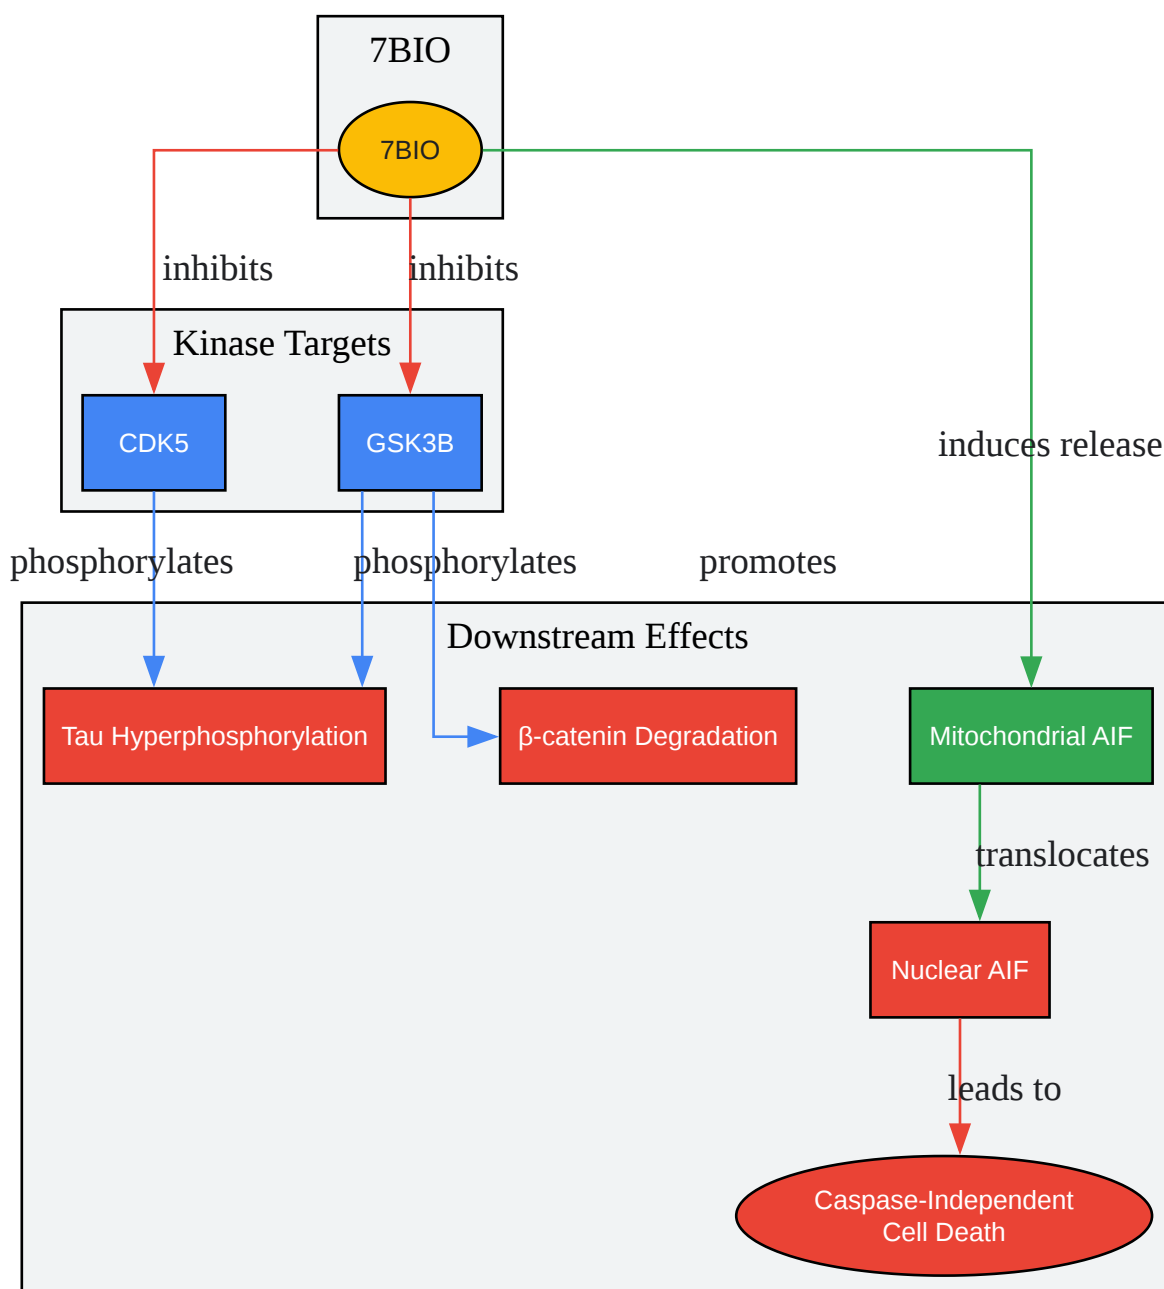 7BIO
7BIO
inhibits
inhibits
Kinase Targets
CDK5
GSK3B
induces release
phosphorylates
phosphorylates
promotes
Downstream Effects
Tau Hyperphosphorylation
β-catenin Degradation
Mitochondrial AIF
translocates
Nuclear AIF
leads to
Caspase-Independent
Cell Death